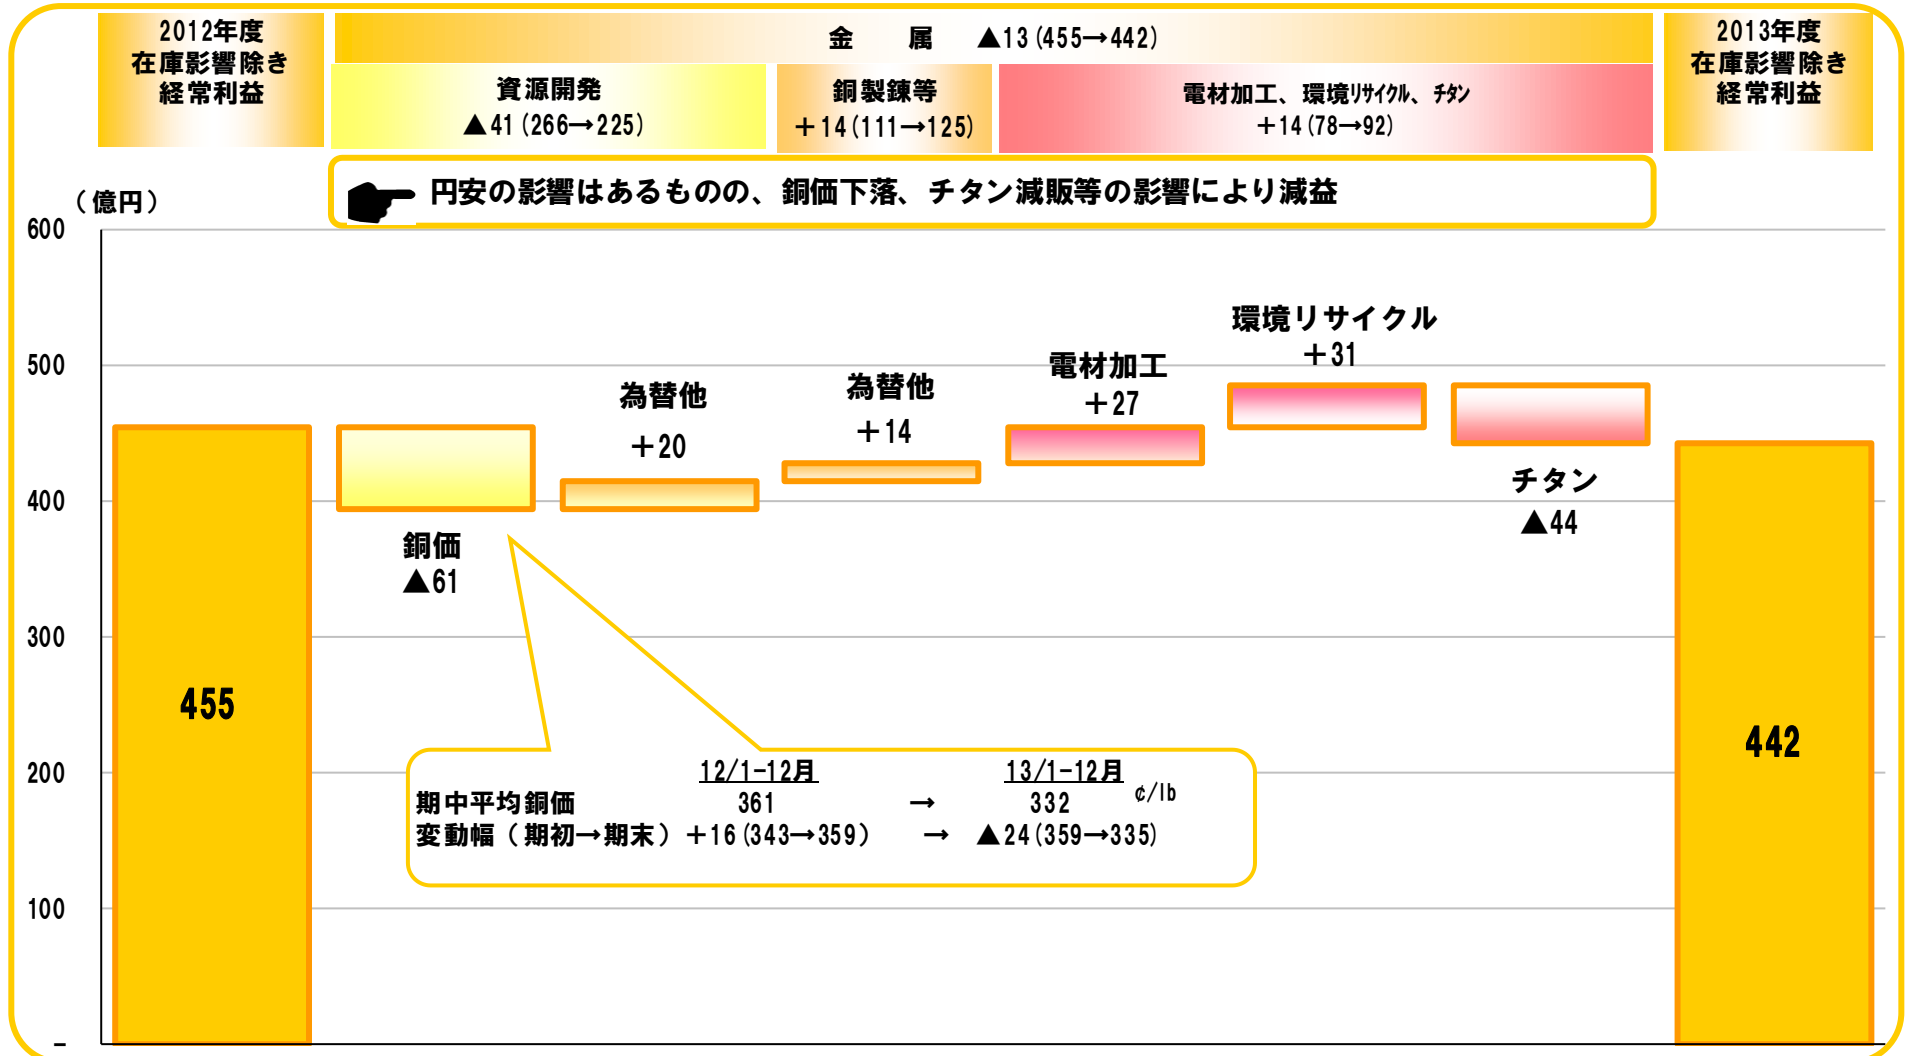 2012年度
在庫影響除き
経常利益
金　　属　▲13(455→442)
資源開発
▲41(266→225)
銅製錬等
＋14(111→125)
電材加工、環境ﾘｻｲｸﾙ、ﾁﾀﾝ
＋14(78→92)
2013年度
在庫影響除き
経常利益
円安の影響はあるものの、銅価下落、チタン減販等の影響により減益
（億円）
600
500
400
300
200
100
-
455
銅価
▲61
為替他
＋20
為替他
＋14
電材加工
＋27
環境リサイクル
＋31
チタン
▲44
442
12/1-12月　13/1-12月
期中平均銅価　361　→　332　¢/lb
変動幅（期初→期末）＋16(343→359)　→　▲24(359→335)